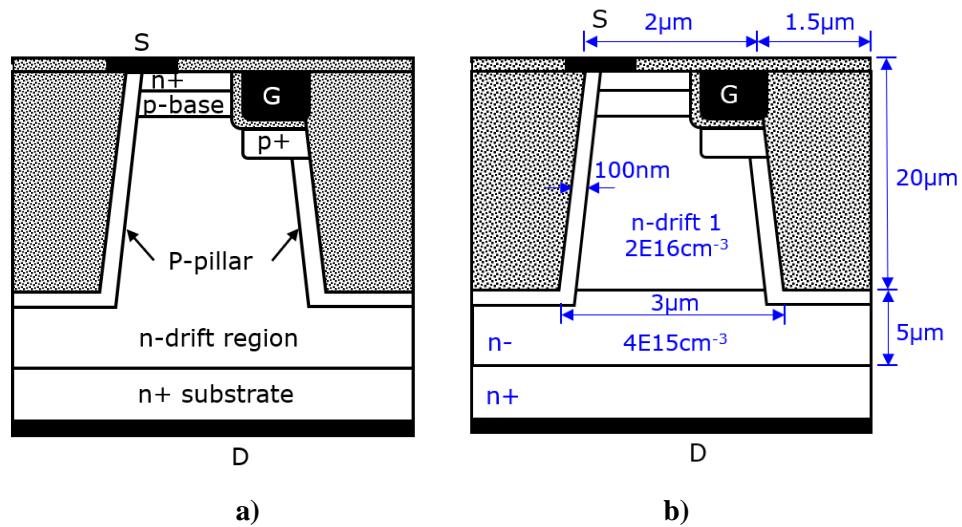 S
n+
p-base
G
p+
P-pillar
n-drift region
n+ substrate
D
a)
S
2µm
1.5µm
G
100nm
20µm
n-drift 1
2E16cm-3
3µm
5µm
n-
4E15cm-3
n+
D
b)